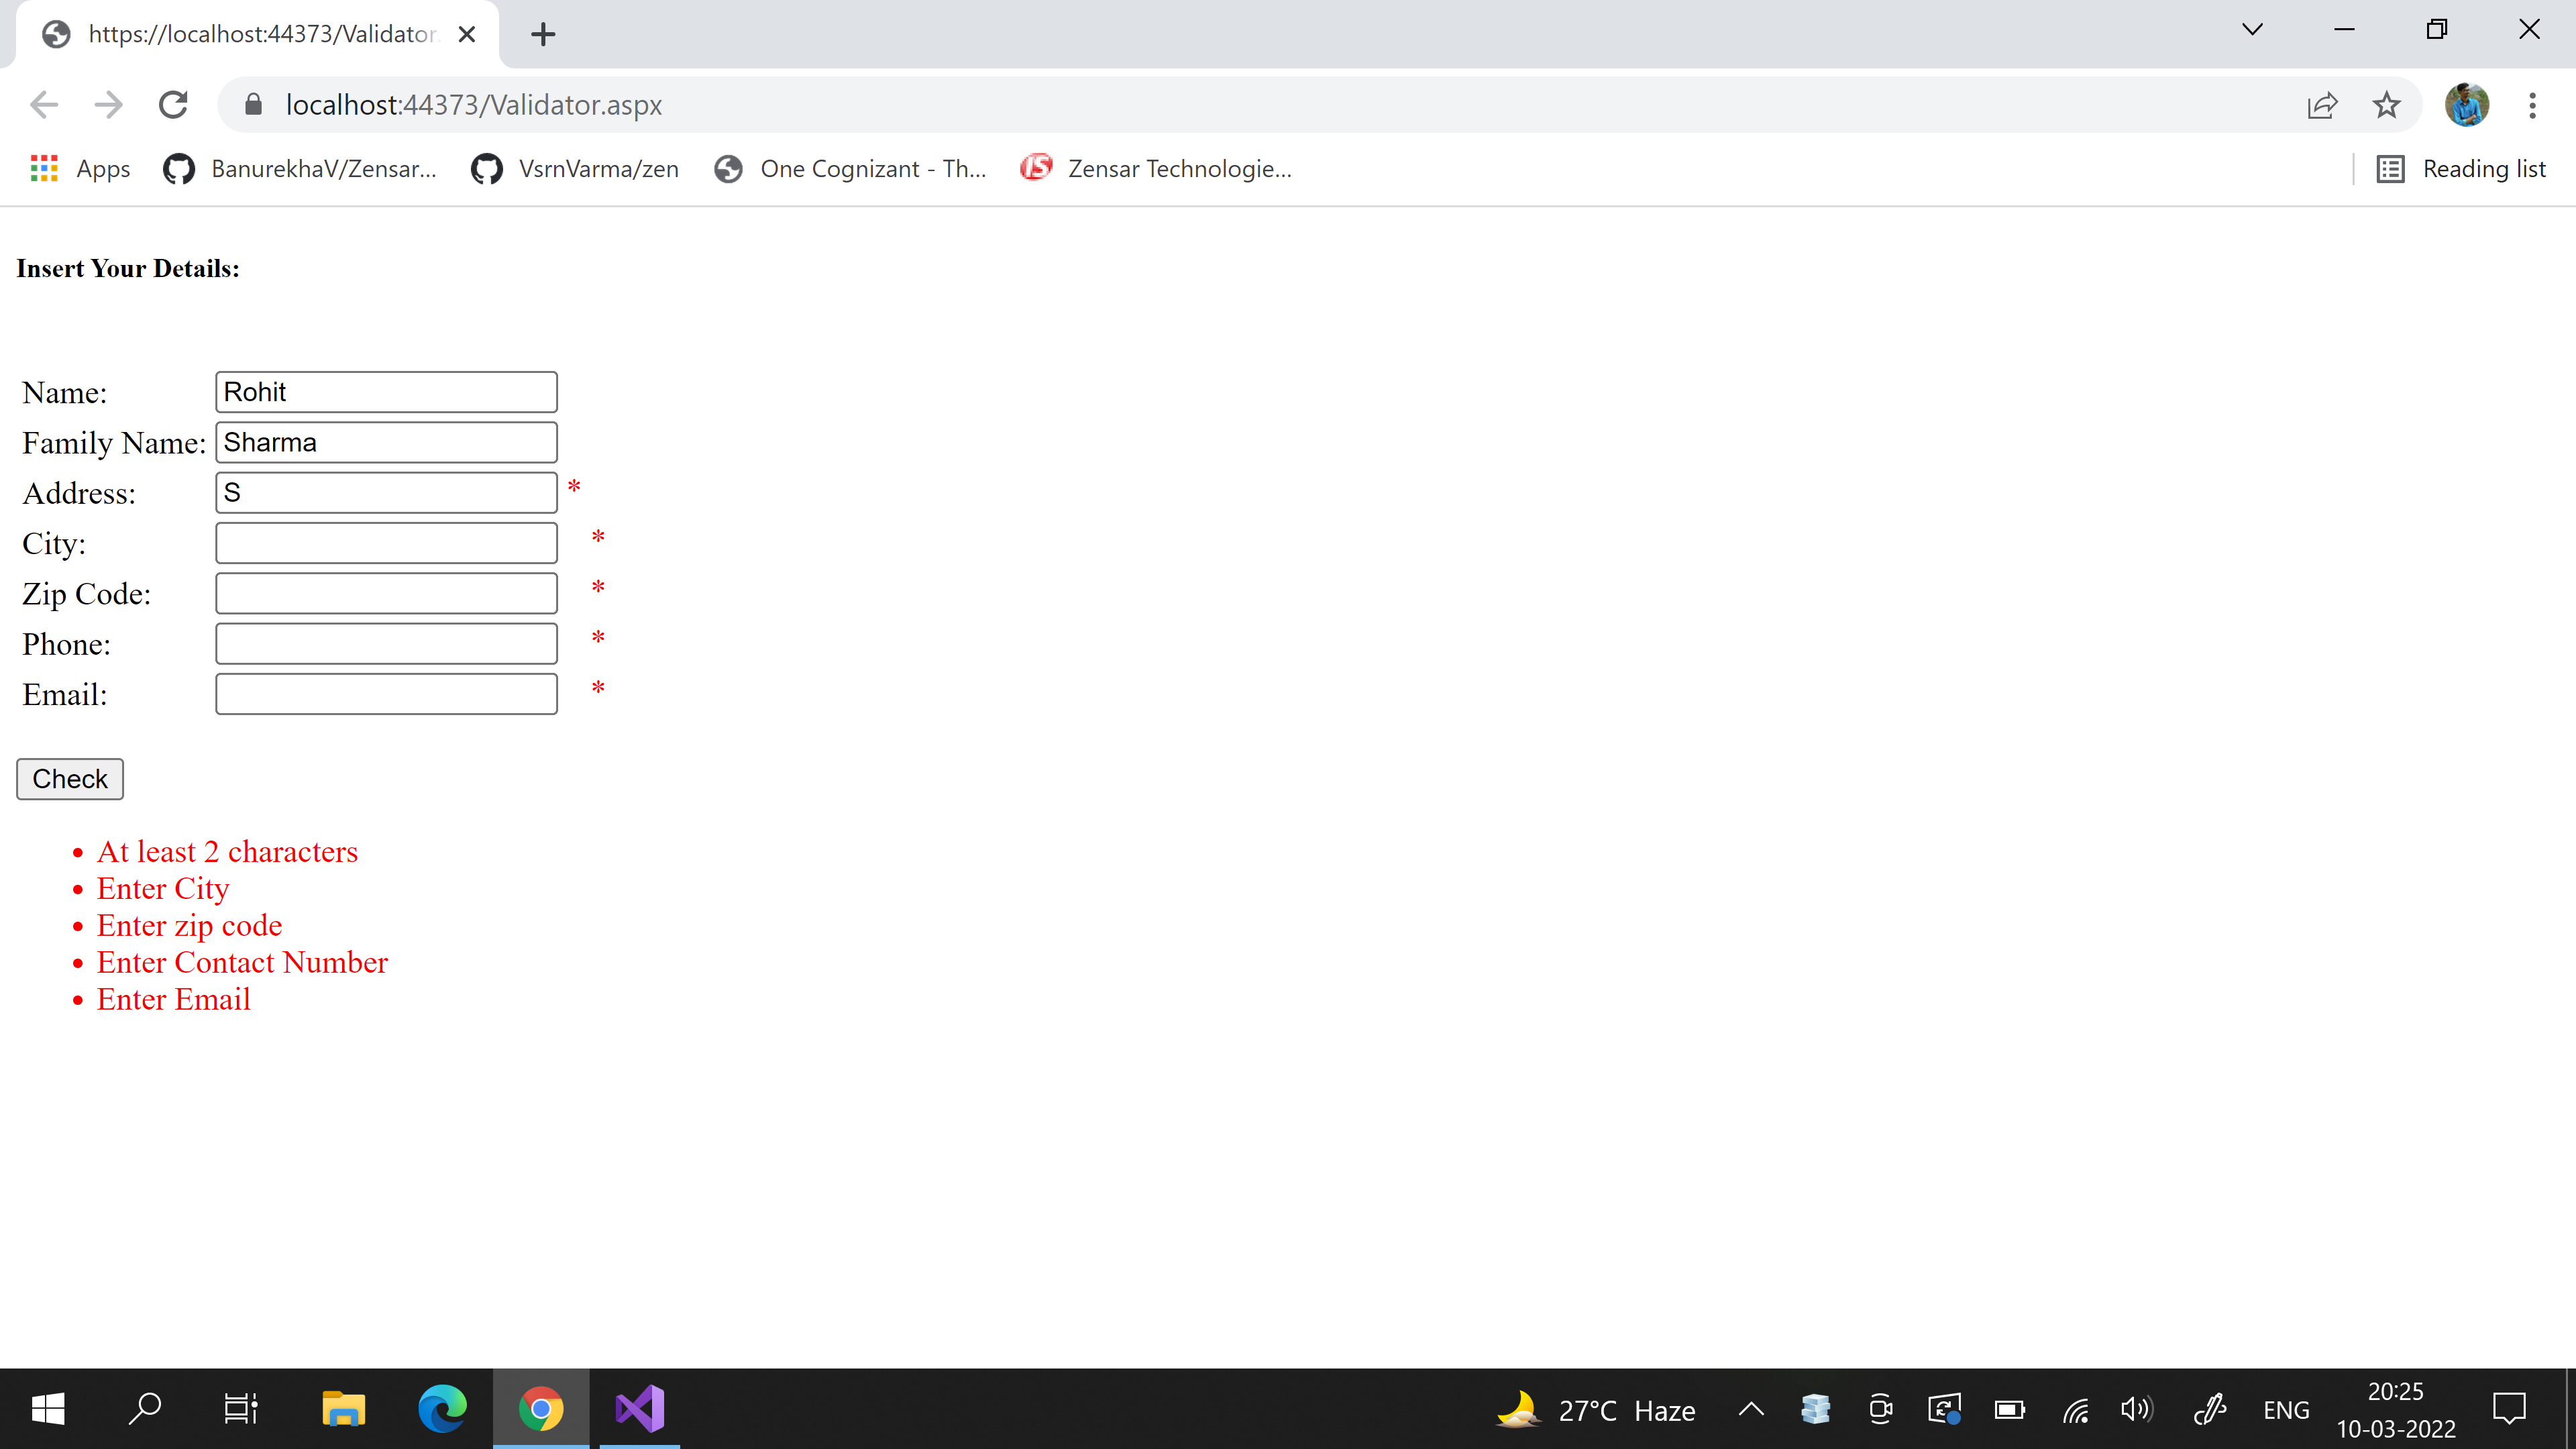 https://localhost:44373/Validator
localhost:44373/Validator.aspx
Apps BanurekhaV/Zensar... VsrnVarma/zen One Cognizant - Th... Zensar Technologie... Reading list
Insert Your Details:
Name: Rohit
Family Name: Sharma
Address: S *
City: *
Zip Code: *
Phone: *
Email: *
Check
• At least 2 characters
• Enter City
• Enter zip code
• Enter Contact Number
• Enter Email
27°C Haze ENG 20:25
10-03-2022